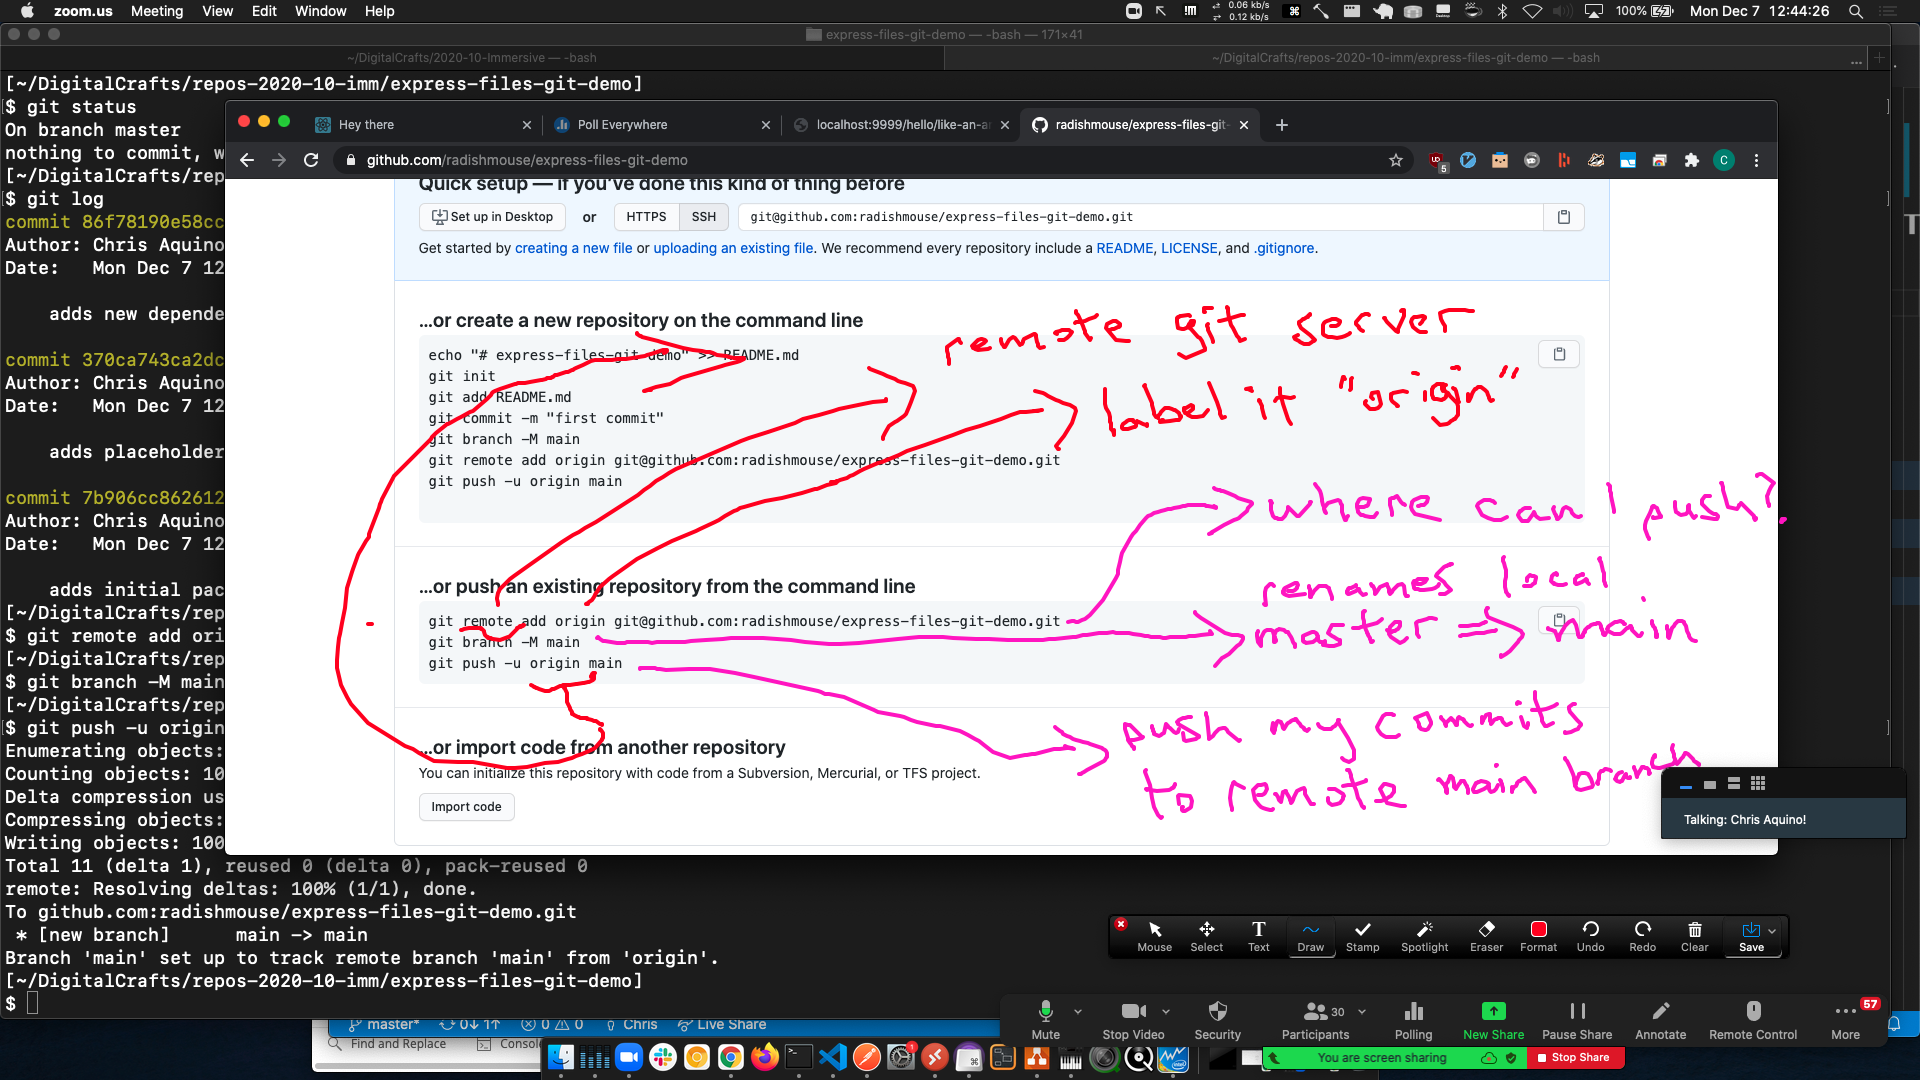 zoom.us Meeting View Edit Window Help
0.06 kb/s
0.12 kb/s
100% Mon Dec 7 12:44:26
express-files-git-demo — -bash — 171×41
~/DigitalCrafts/2020-10-Immersive — -bash
~/DigitalCrafts/repos-2020-10-imm/express-files-git-demo — -bash
[~/DigitalCrafts/repos-2020-10-imm/express-files-git-demo]
$ git status
On branch master
nothing to commit, w
[~/DigitalCrafts/rep
$ git log
commit 86f78190e58cc
Author: Chris Aquino
Date:   Mon Dec 7 12
adds new depende
commit 370ca743ca2dc
Author: Chris Aquino
Date:   Mon Dec 7 12
adds placeholder
commit 7b906cc862612
Author: Chris Aquino
Date:   Mon Dec 7 12
adds initial pac
[~/DigitalCrafts/rep
$ git remote add ori
[~/DigitalCrafts/rep
$ git branch -M main
[~/DigitalCrafts/rep
$ git push -u origin
Enumerating objects:
Counting objects: 10
Delta compression us
Compressing objects:
Writing objects: 100
Total 11 (delta 1), reused 0 (delta 0), pack-reused 0
remote: Resolving deltas: 100% (1/1), done.
To github.com:radishmouse/express-files-git-demo.git
* [new branch]      main -> main
Branch 'main' set up to track remote branch 'main' from 'origin'.
[~/DigitalCrafts/repos-2020-10-imm/express-files-git-demo]
$
Hey there
Poll Everywhere
localhost:9999/hello/like-an-a
radishmouse/express-files-git-
github.com/radishmouse/express-files-git-demo
5
C
Quick setup — if you've done this kind of thing before
Set up in Desktop or HTTPS SSH git@github.com:radishmouse/express-files-git-demo.git
Get started by creating a new file or uploading an existing file. We recommend every repository include a README, LICENSE, and .gitignore.
…or create a new repository on the command line
echo "# express-files-git-demo" >> README.md
git init
git add README.md
git commit -m "first commit"
git branch -M main
git remote add origin git@github.com:radishmouse/express-files-git-demo.git
git push -u origin main
remote git server
label it "origin"
where can I push?
…or push an existing repository from the command line
git remote add origin git@github.com:radishmouse/express-files-git-demo.git
git branch -M main
git push -u origin main
renames local
master => main
push my commits
to remote main branch
…or import code from another repository
You can initialize this repository with code from a Subversion, Mercurial, or TFS project.
Import code
Talking: Chris Aquino!
Mouse Select Text Draw Stamp Spotlight Eraser Format Undo Redo Clear Save
30
57
Mute Stop Video Security Participants Polling New Share Pause Share Annotate Remote Control More
master* 0↓ 1↑ 0 0 Chris Live Share
Find and Replace Consol
1
You are screen sharing Stop Share